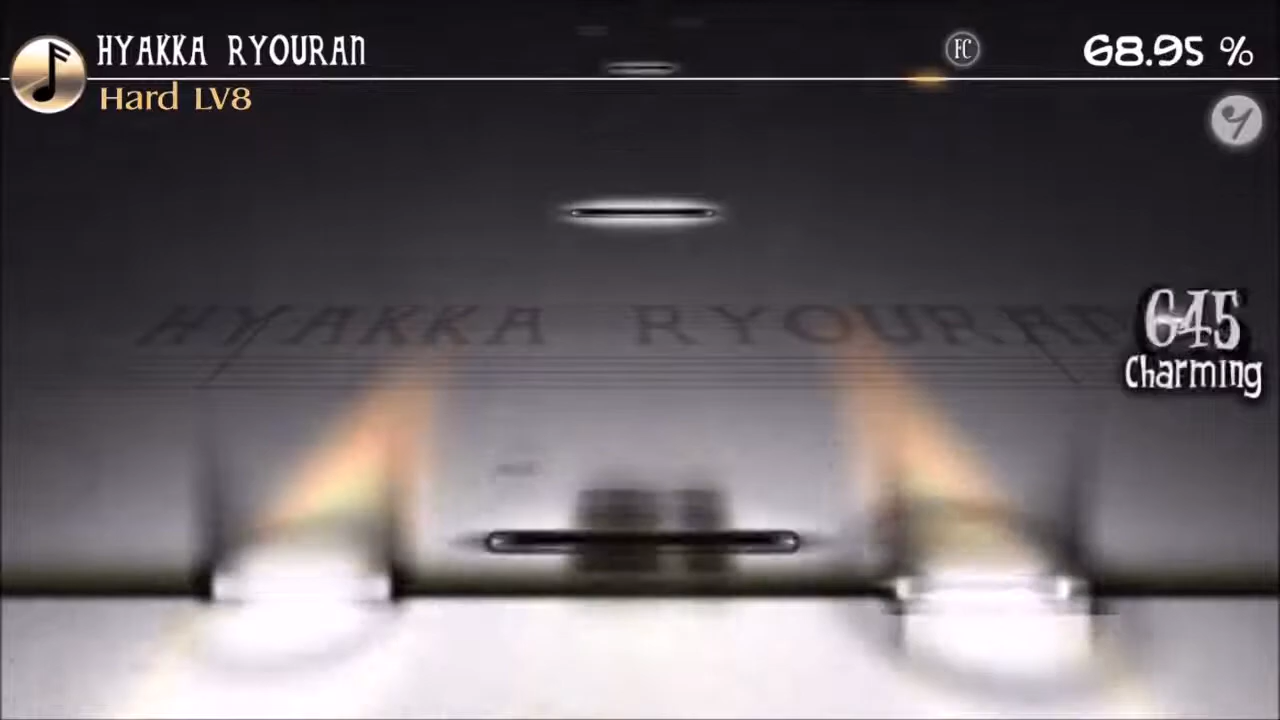 HYAKKA RYOURAN
FC
68.95 %
Hard LV8
HYAKKA RYOURAN
645
Charming